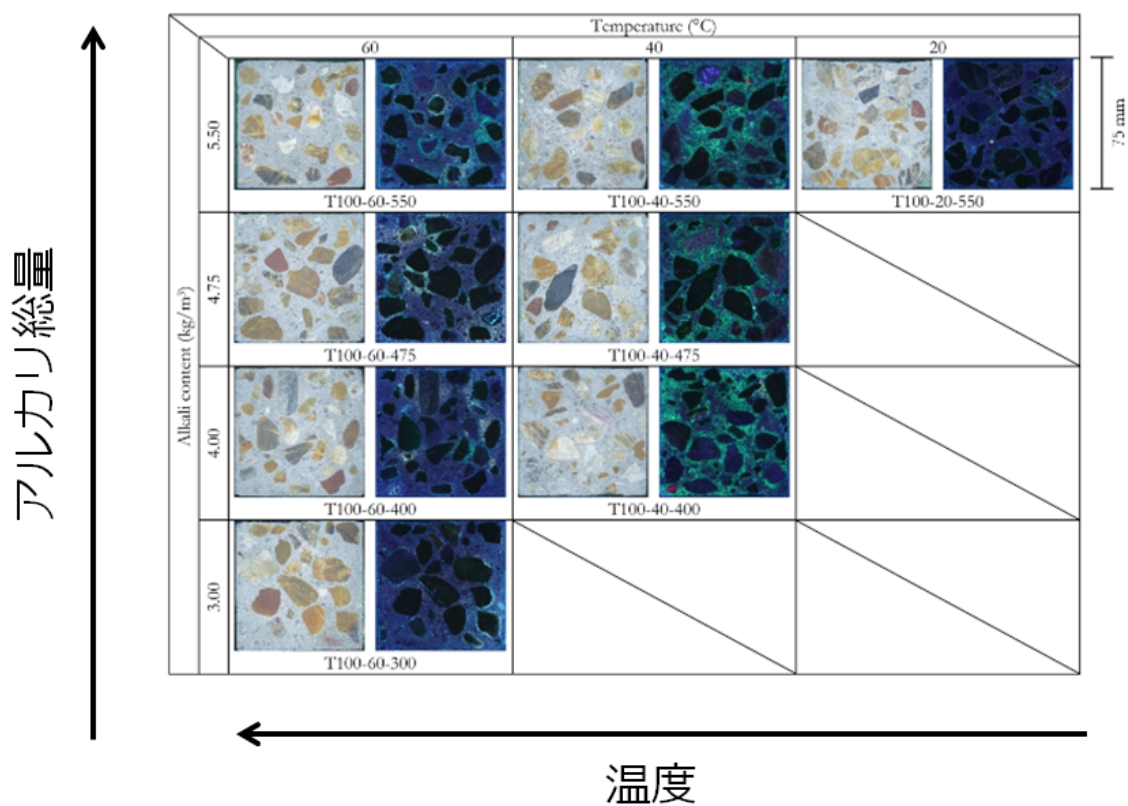 Temperature (°C)
60 40 20
アルカリ総量
Alkali content (kg/m³)
5.50
T100-60-550 T100-40-550 T100-20-550
75 mm
4.75
T100-60-475 T100-40-475
4.00
T100-60-400 T100-40-400
3.00
T100-60-300
温度